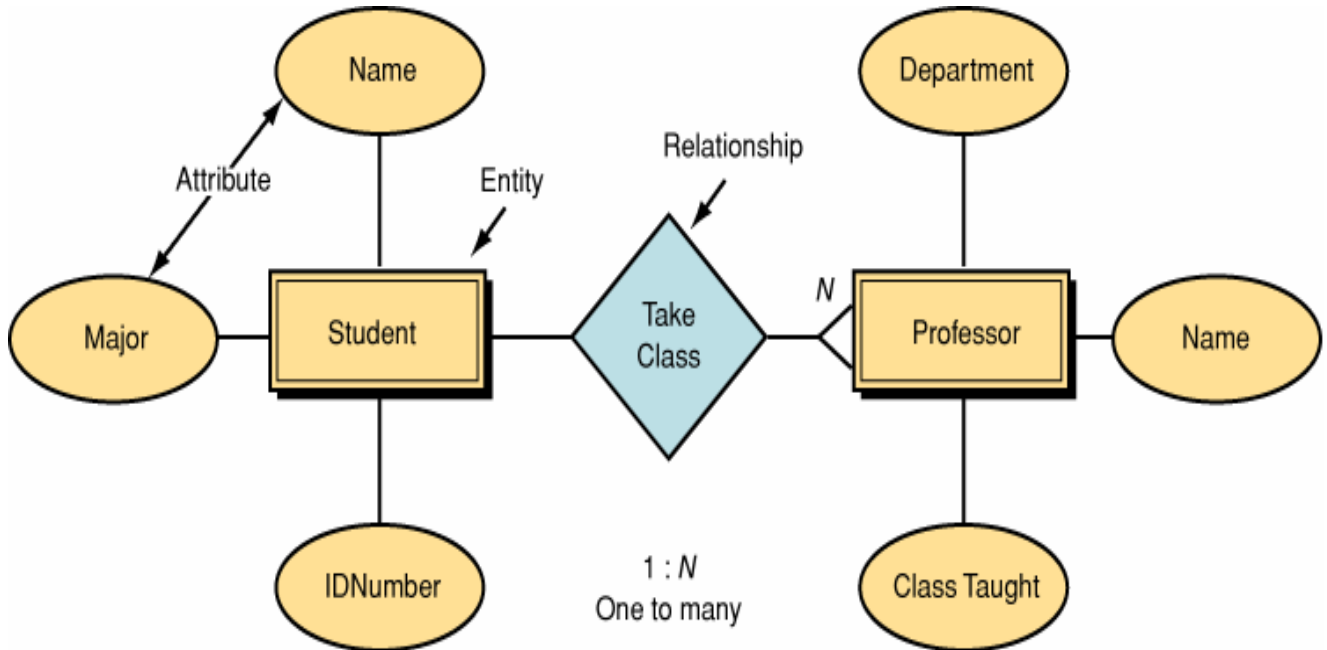 Name
Department
Relationship
Attribute
Entity
N
Major
Student
Take
Class
Professor
Name
IDNumber
1 : N
One to many
Class Taught